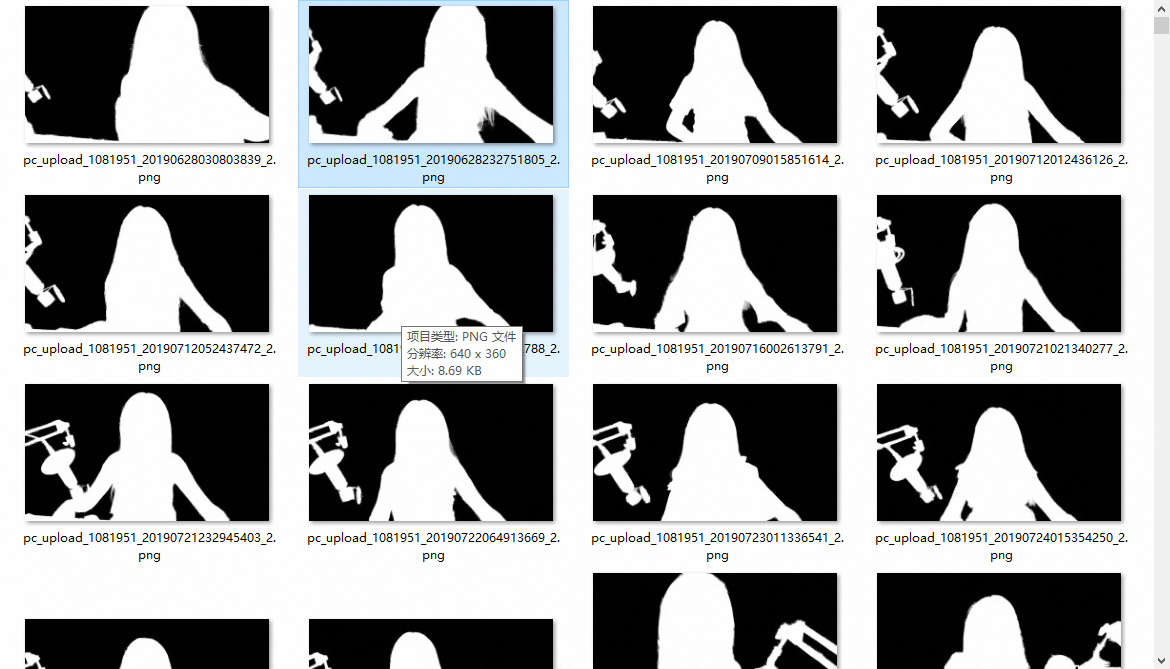 pc_upload_1081951_20190628030803839_2.
png
pc_upload_1081951_20190628232751805_2.
png
pc_upload_1081951_20190709015851614_2.
png
pc_upload_1081951_20190712012436126_2.
png
pc_upload_1081951_20190712052437472_2.
png
pc_upload_1081
788_2.
项目类型: PNG 文件
分辨率: 640 x 360
大小: 8.69 KB
pc_upload_1081951_20190716002613791_2.
png
pc_upload_1081951_20190721021340277_2.
png
pc_upload_1081951_20190721232945403_2.
png
pc_upload_1081951_20190722064913669_2.
png
pc_upload_1081951_20190723011336541_2.
png
pc_upload_1081951_20190724015354250_2.
png